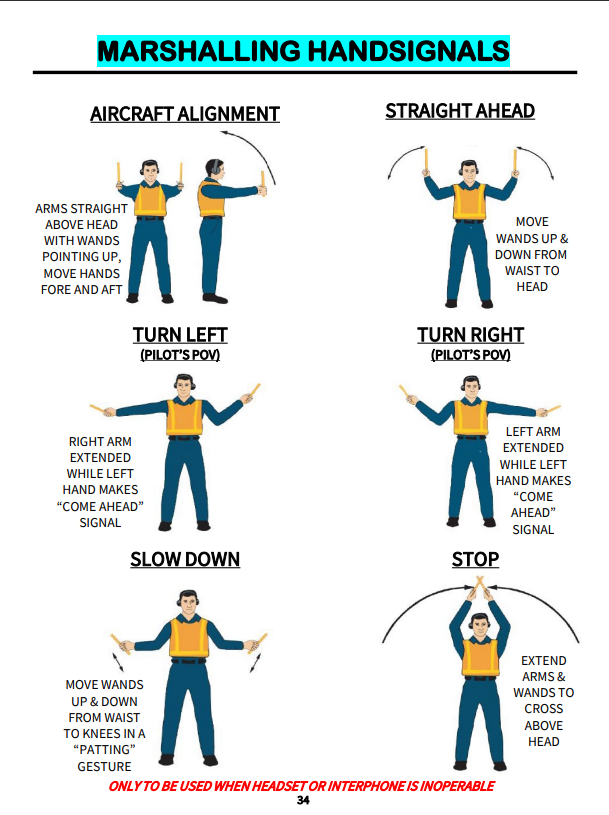 MARSHALLING HANDSIGNALS
AIRCRAFT ALIGNMENT
ARMS STRAIGHT
ABOVE HEAD
WITH WANDS
POINTING UP,
MOVE HANDS
FORE AND AFT
STRAIGHT AHEAD
MOVE
WANDS UP &
DOWN FROM
WAIST TO
HEAD
TURN LEFT
(PILOT'S POV)
RIGHT ARM
EXTENDED
WHILE LEFT
HAND MAKES
“COME AHEAD”
SIGNAL
TURN RIGHT
(PILOT'S POV)
LEFT ARM
EXTENDED
WHILE LEFT
HAND MAKES
“COME
AHEAD”
SIGNAL
SLOW DOWN
MOVE WANDS
UP & DOWN
FROM WAIST
TO KNEES IN A
“PATTING”
GESTURE
STOP
EXTEND
ARMS &
WANDS TO
CROSS
ABOVE
HEAD
ONLY TO BE USED WHEN HEADSET OR INTERPHONE IS INOPERABLE
34